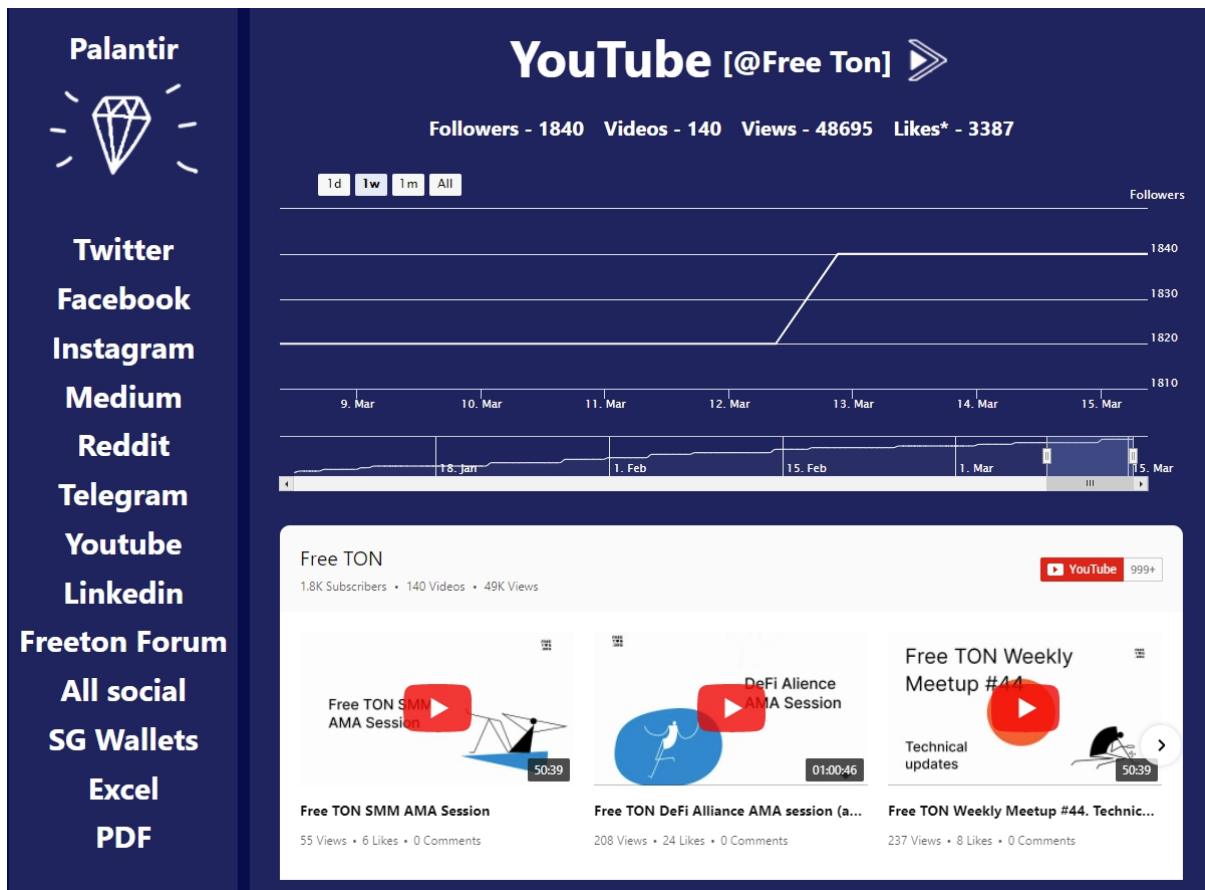 Palantir
Twitter
Facebook
Instagram
Medium
Reddit
Telegram
Youtube
Linkedin
Freeton Forum
All social
SG Wallets
Excel
PDF
YouTube [@Free Ton]
Followers - 1840 Videos - 140 Views - 48695 Likes* - 3387
1d 1w 1m All
Followers
1840
1830
1820
1810
9. Mar 10. Mar 11. Mar 12. Mar 13. Mar 14. Mar 15. Mar
18. Jan 1. Feb 15. Feb 1. Mar 15. Mar
Free TON
1.8K Subscribers • 140 Videos • 49K Views
YouTube 999+
Free TON SMM
AMA Session
50:39
Free TON SMM AMA Session
55 Views • 6 Likes • 0 Comments
FREE
TON
.ORG
DeFi Alience
AMA Session
01:00:46
Free TON DeFi Alliance AMA session (a...
208 Views • 24 Likes • 0 Comments
Free TON Weekly
Meetup #44
Technical
updates
50:39
Free TON Weekly Meetup #44. Technic...
237 Views • 8 Likes • 0 Comments